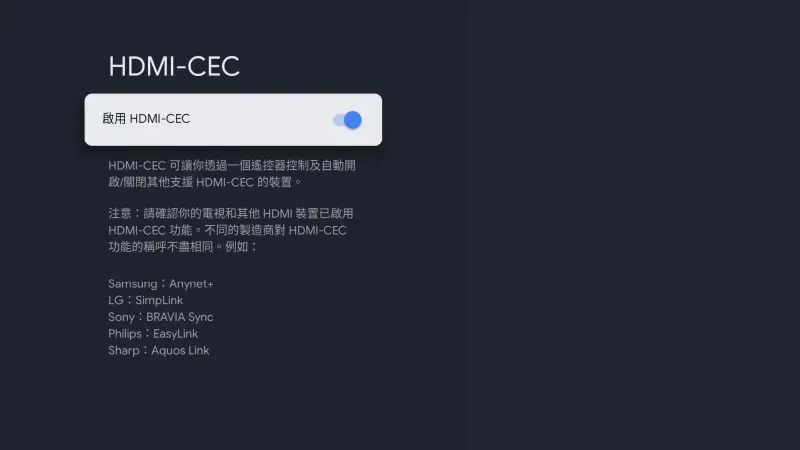 HDMI-CEC
啟用 HDMI-CEC
HDMI-CEC 可讓你透過一個遙控器控制及自動開
啟/關閉其他支援 HDMI-CEC 的裝置。
注意：請確認你的電視和其他 HDMI 裝置已啟用
HDMI-CEC 功能。不同的製造商對 HDMI-CEC
功能的稱呼不盡相同。例如：
Samsung：Anynet+
LG：SimpLink
Sony：BRAVIA Sync
Philips：EasyLink
Sharp：Aquos Link